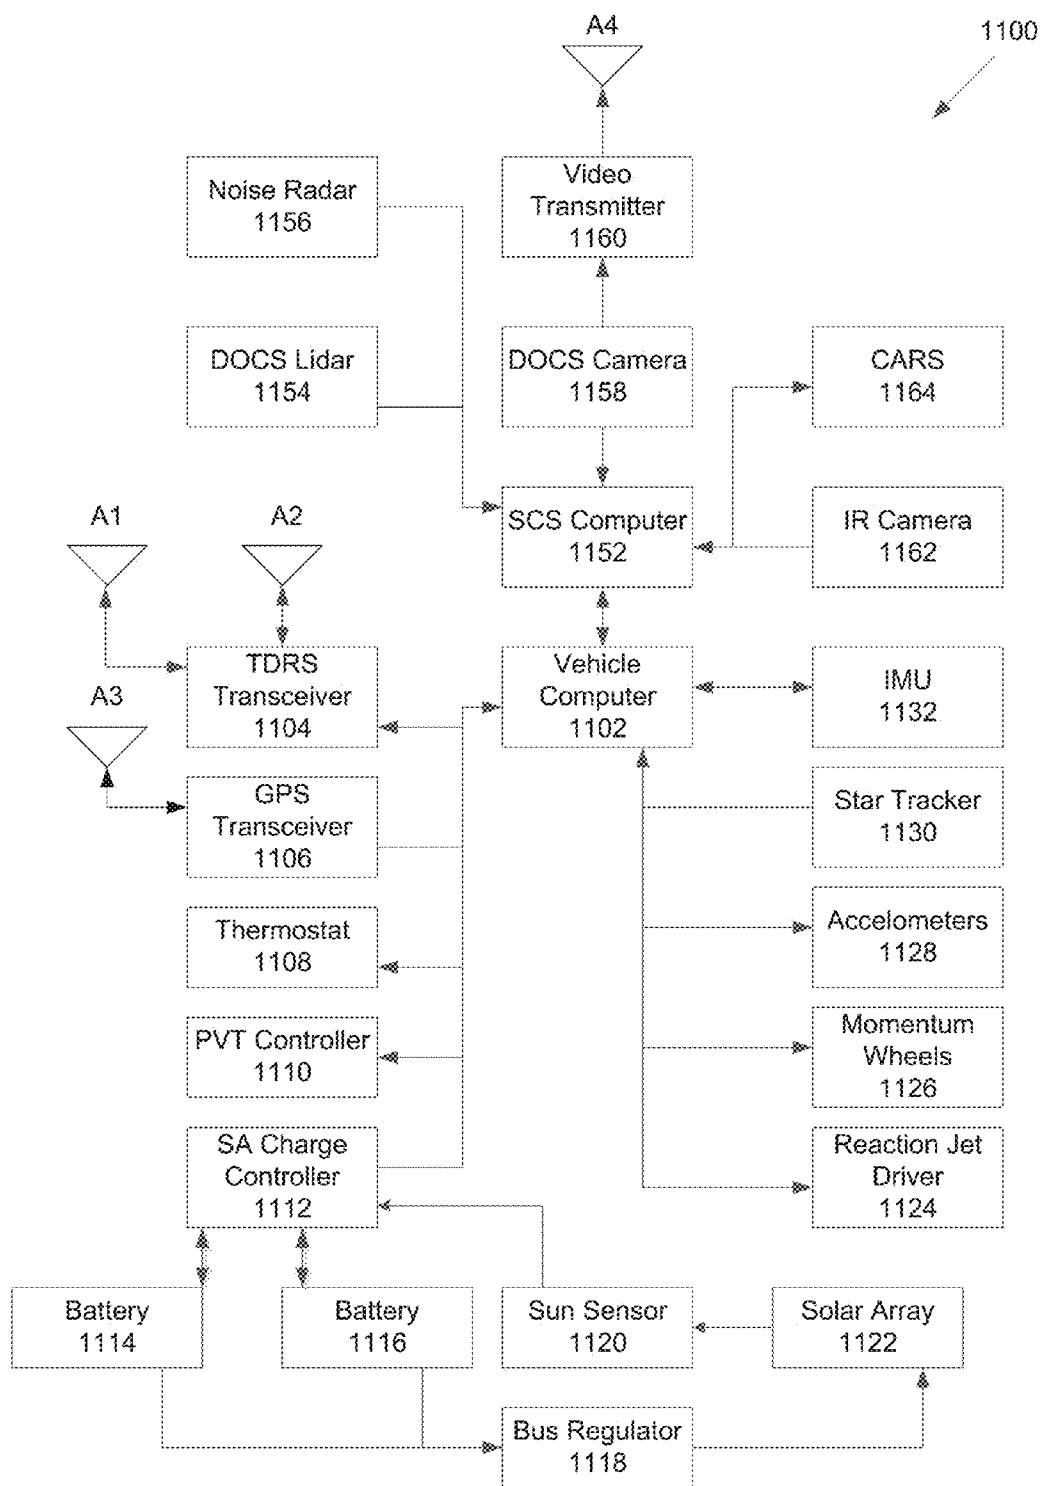 A4
1100
Noise Radar
1156
Video
Transmitter
1160
DOCS Lidar
1154
DOCS Camera
1158
CARS
1164
A1
A2
SCS Computer
1152
IR Camera
1162
TDRS
Transceiver
1104
Vehicle
Computer
1102
IMU
1132
A3
GPS
Transceiver
1106
Star Tracker
1130
Thermostat
1108
Accelometers
1128
PVT Controller
1110
Momentum
Wheels
1126
SA Charge
Controller
1112
Reaction Jet
Driver
1124
Battery
1114
Battery
1116
Sun Sensor
1120
Solar Array
1122
Bus Regulator
1118